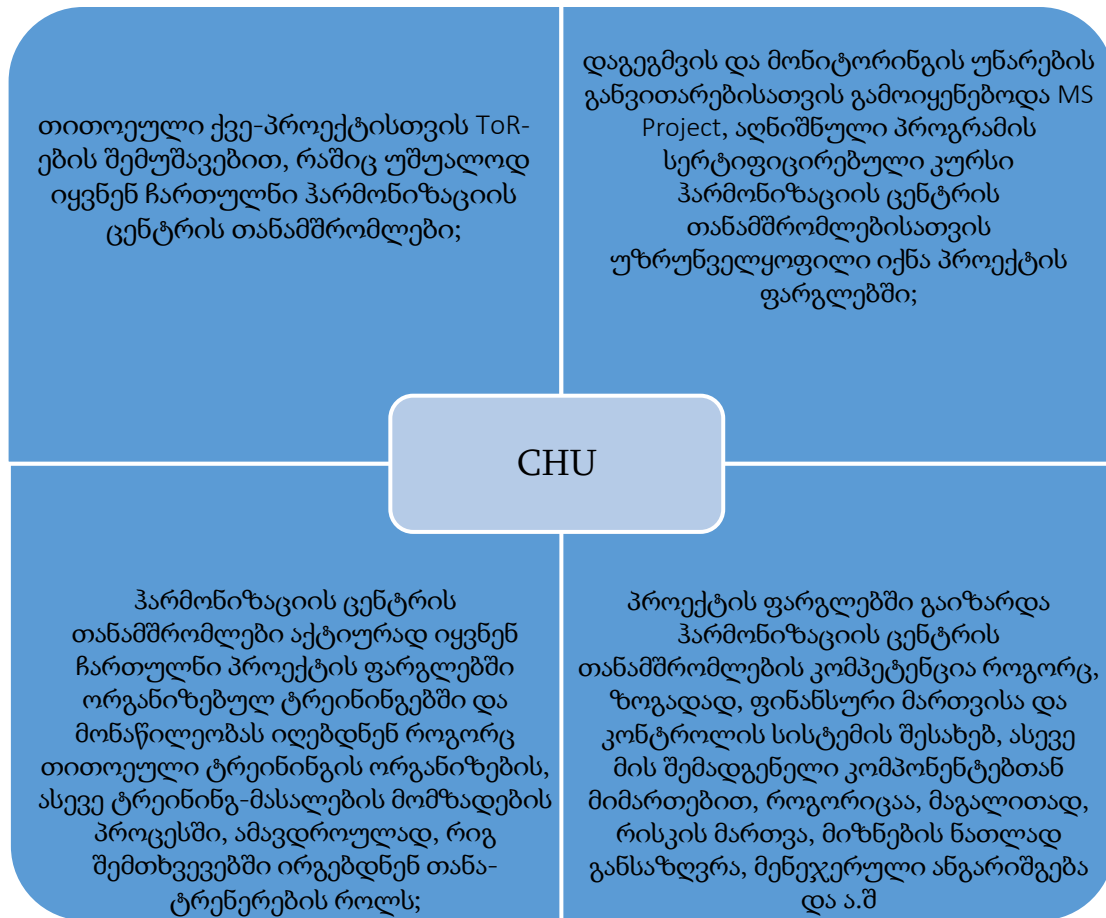 თითოეული ქვე-პროექტისთვის ToR-
ების შემუშავებით, რაშიც უშუალოდ
იყვნენ ჩართულნი ჰარმონიზაციის
ცენტრის თანამშრომლები;
დაგეგმვის და მონიტორინგის უნარების
განვითარებისათვის გამოიყენებოდა MS
Project, აღნიშნული პროგრამის
სერტიფიცირებული კურსი
ჰარმონიზაციის ცენტრის
თანამშრომლებისათვის
უზრუნველყოფილი იქნა პროექტის
ფარგლებში;
CHU
ჰარმონიზაციის ცენტრის
თანამშრომლები აქტიურად იყვნენ
ჩართულნი პროექტის ფარგლებში
ორგანიზებულ ტრეინინგებში და
მონაწილეობას იღებდნენ როგორც
თითოეული ტრეინინგის ორგანიზების,
ასევე ტრეინინგ-მასალების მომზადების
პროცესში, ამავდროულად, რიგ
შემთხვევებში ირგებდნენ თანა-
ტრენერების როლს;
პროექტის ფარგლებში გაიზარდა
ჰარმონიზაციის ცენტრის
თანამშრომლების კომპეტენცია როგორც,
ზოგადად, ფინანსური მართვისა და
კონტროლის სისტემის შესახებ, ასევე
მის შემადგენელი კომპონენტებთან
მიმართებით, როგორიცაა, მაგალითად,
რისკის მართვა, მიზნების ნათლად
განსაზღვრა, მენეჯერული ანგარიშგება
და ა.შ